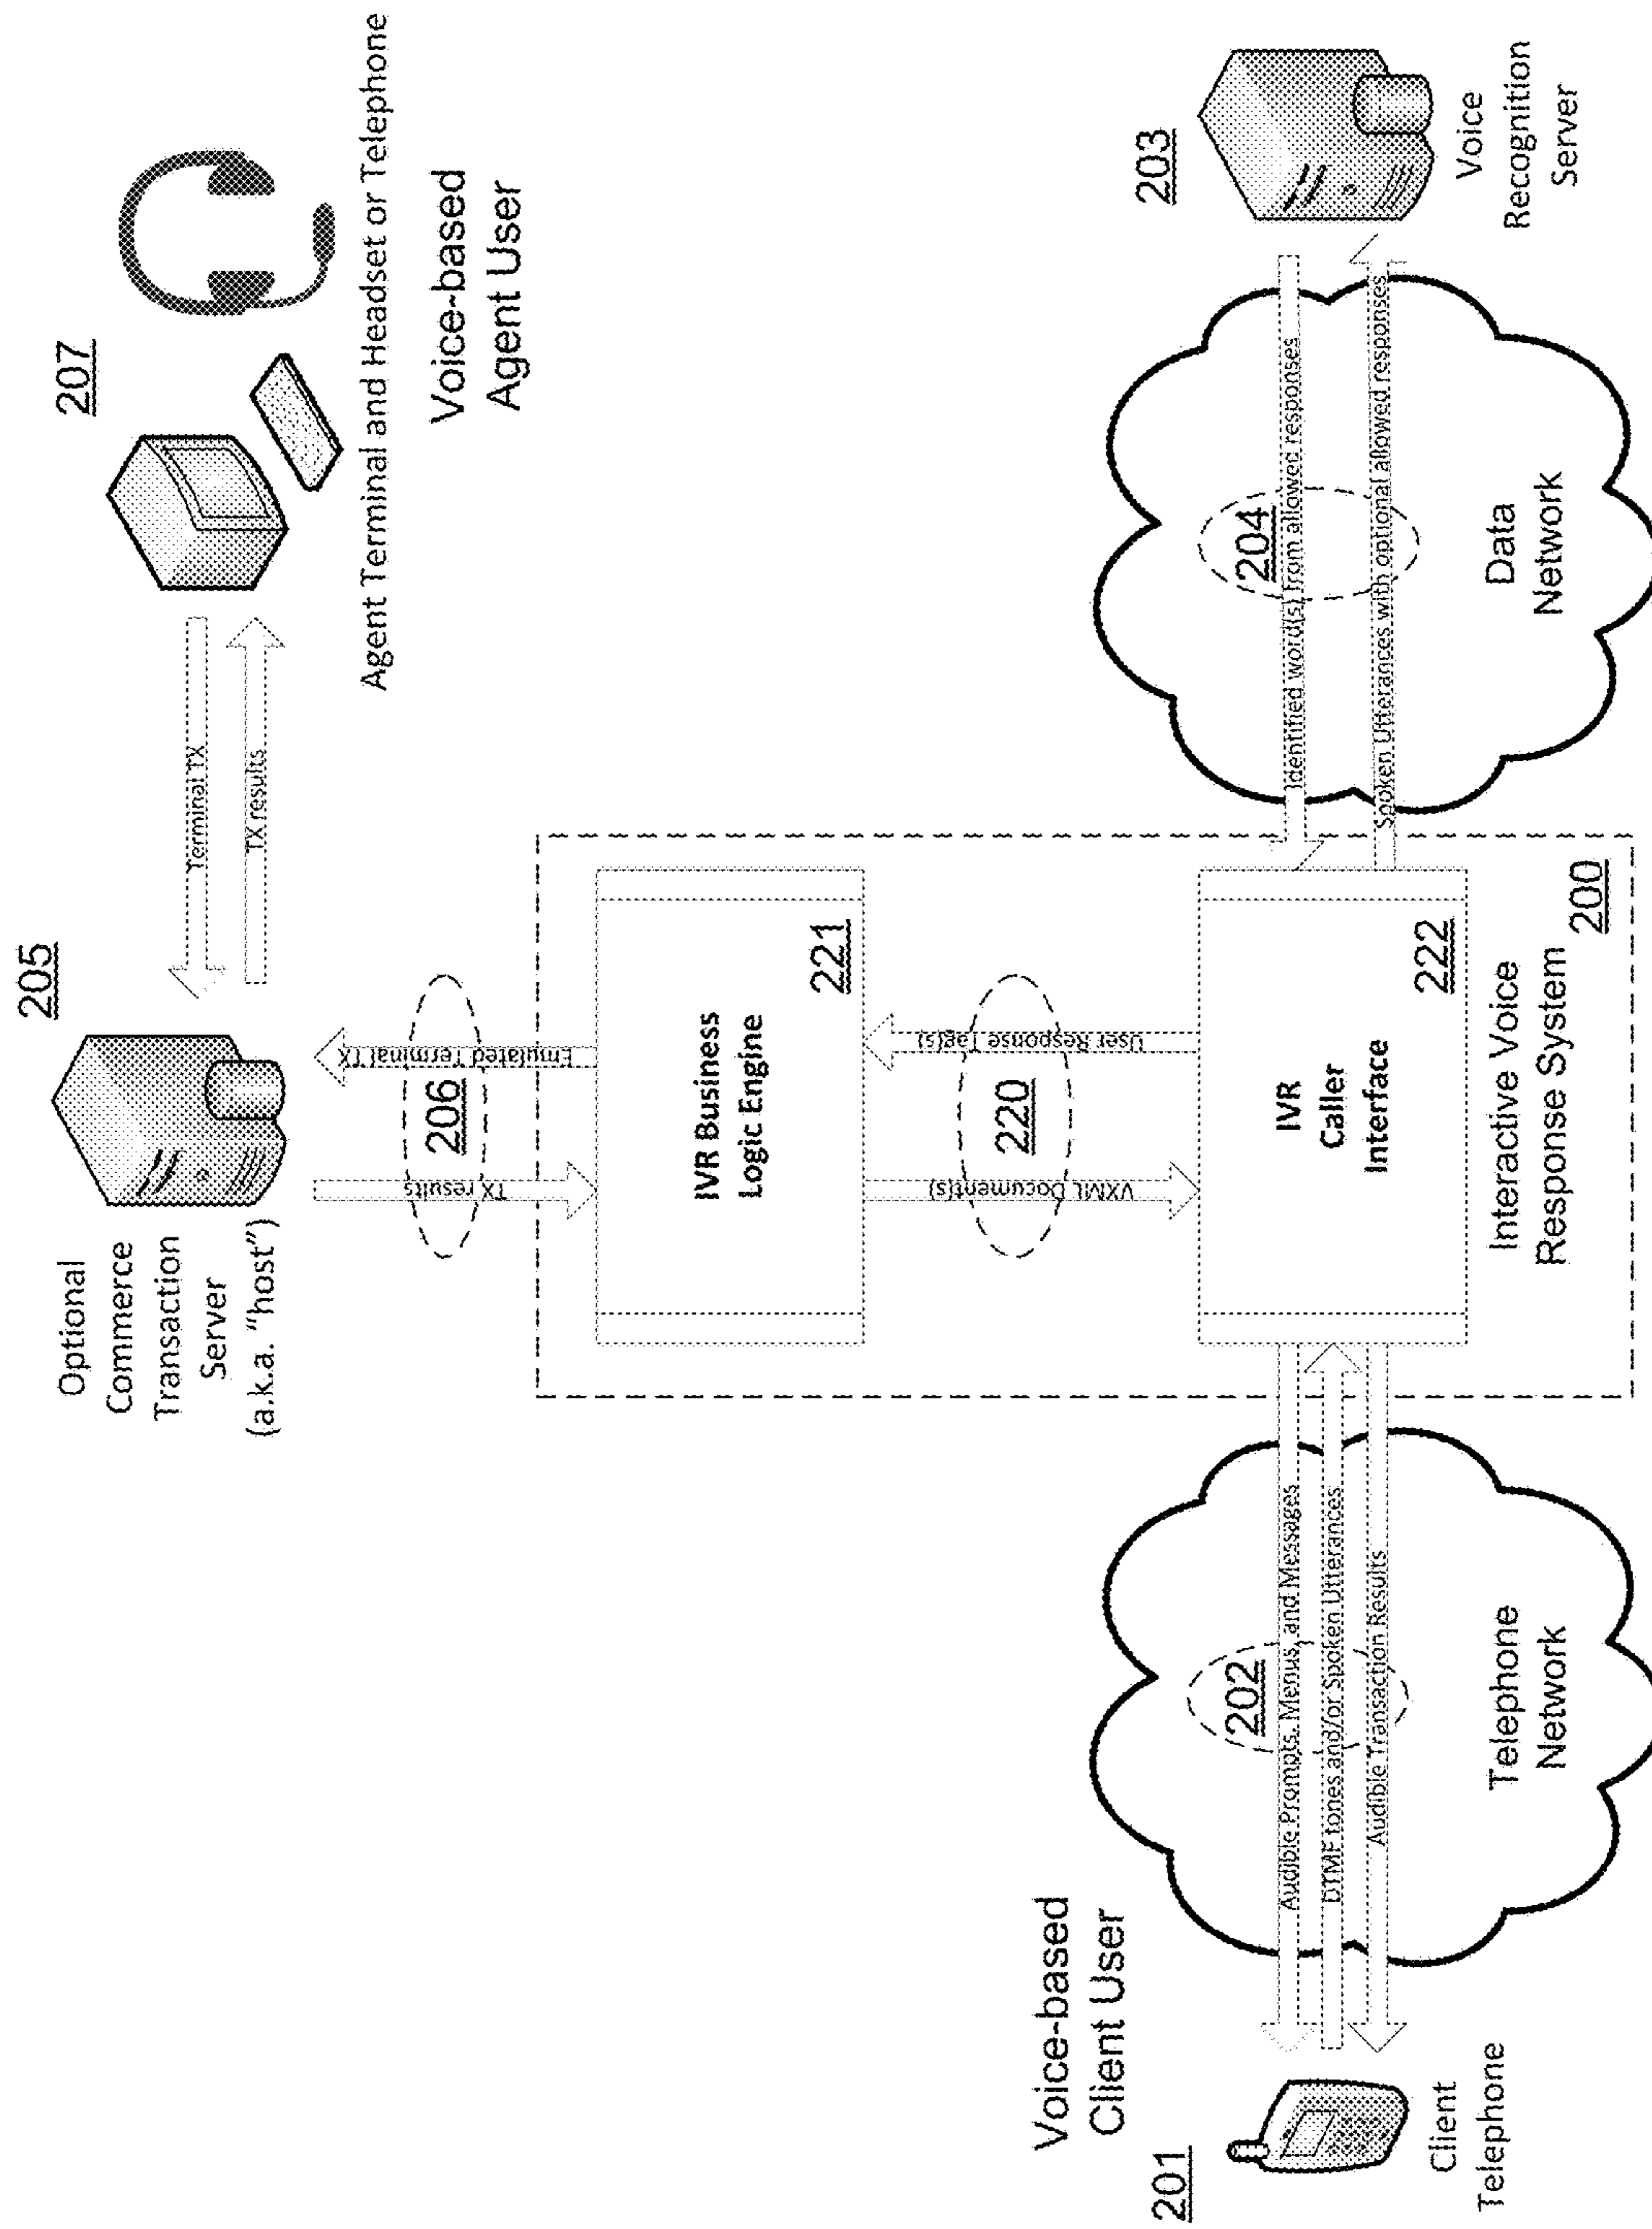 205
Optional
Commerce
Transaction
Server
(a.k.a. "host")
Terminal TX
TX results
207
Agent Terminal and Headset or Telephone
Voice-based
Agent User
TX results
206
Emulated Terminal TX
IVR Business
Logic Engine
221
VXML Document(s)
220
User Response Tag(s)
Voice-based
Client User
201
Client
Telephone
202
Audible Prompts, Menus, and Messages
DTMF tones and/or Spoken Utterances
Audible Transaction Results
Telephone
Network
IVR
Caller
Interface
222
Interactive Voice
Response System
200
204
Identified word(s) from allowed responses
Spoken Utterances with optional allowed responses
Data
Network
203
Voice
Recognition
Server